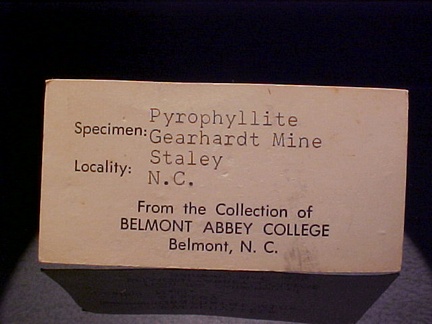 Pyrophyllite
Specimen: Gearhardt Mine
Locality: Staley
N.C.
From the Collection of
BELMONT ABBEY COLLEGE
Belmont, N. C.